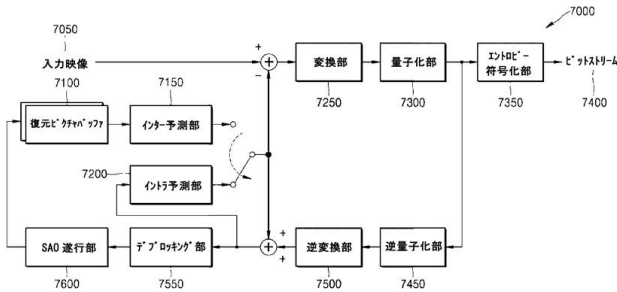 7000
7050
入力映像
+
−
変換部
7250
量子化部
7300
エントロピー
符号化部
7350
ビットストリーム
7400
7100
復元ピクチャバッファ
7150
インター予測部
7200
イントラ予測部
+
+
逆変換部
7500
逆量子化部
7450
デブロッキング部
7550
SAO 遂行部
7600